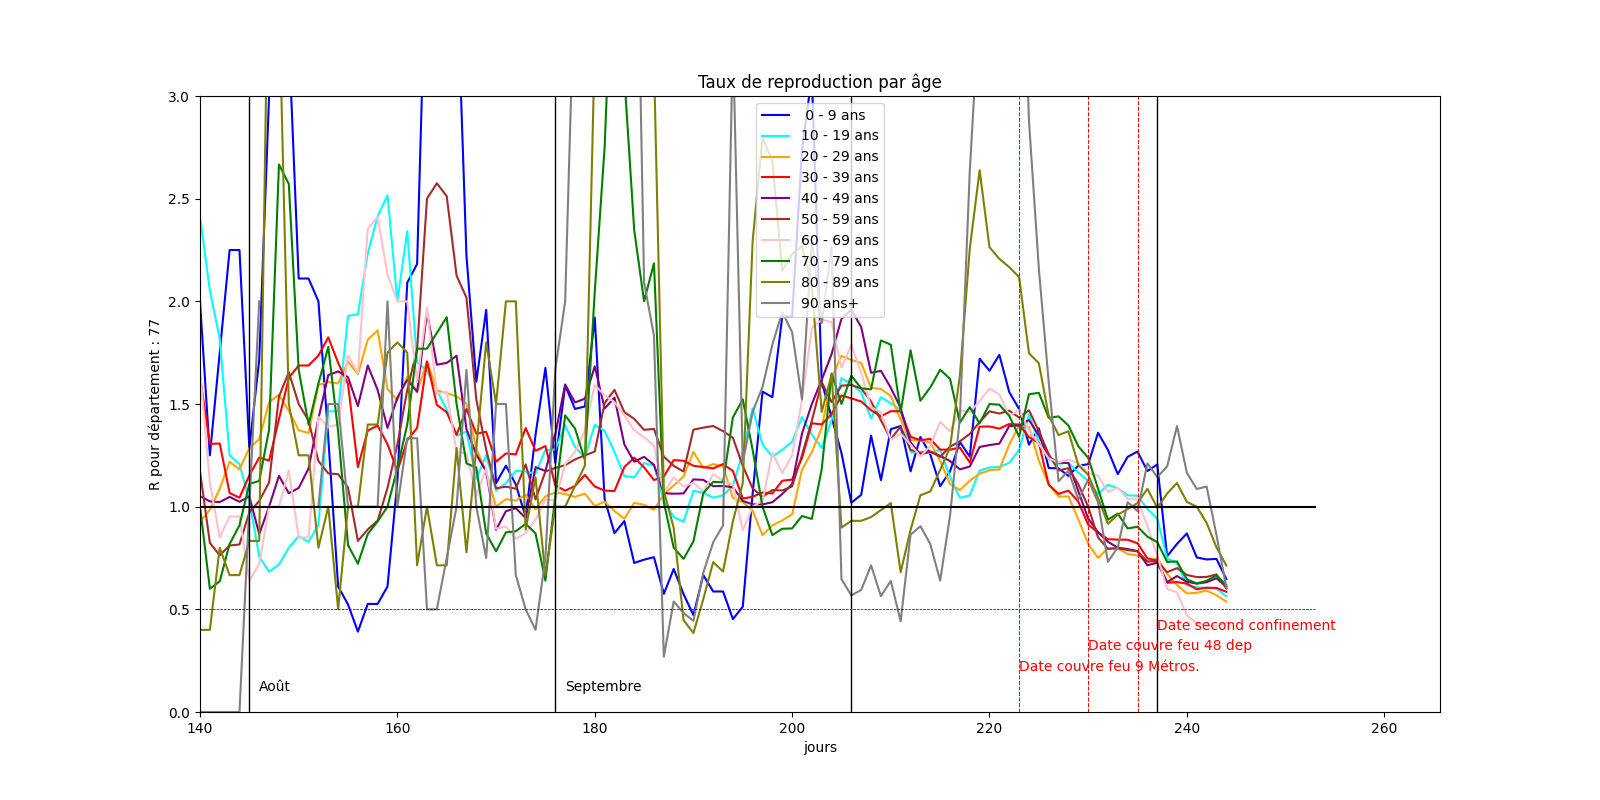 Taux de reproduction par âge
R pour département : 77
3.0
2.5
2.0
1.5
1.0
0.5
0.0
0 - 9 ans
10 - 19 ans
20 - 29 ans
30 - 39 ans
40 - 49 ans
50 - 59 ans
60 - 69 ans
70 - 79 ans
80 - 89 ans
90 ans+
Date second confinement
Date couvre feu 48 dep
Date couvre feu 9 Métros.
Août
Septembre
140
160
180
200
220
240
260
jours